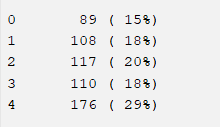 0 89 ( 15%)
1 108 ( 18%)
2 117 ( 20%)
3 110 ( 18%)
4 176 ( 29%)